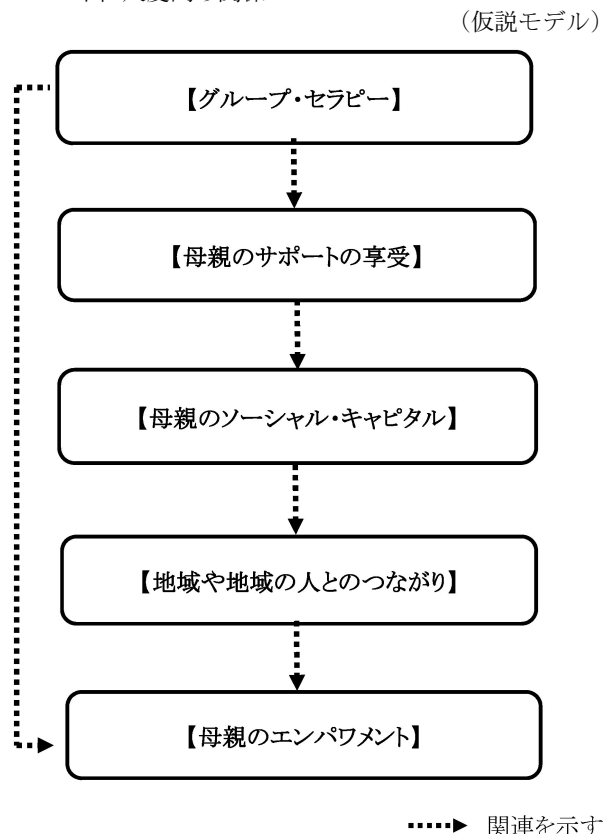 （仮説モデル）
【グループ・セラピー】
【母親のサポートの享受】
【母親のソーシャル・キャピタル】
【地域や地域の人とのつながり】
【母親のエンパワメント】
関連を示す